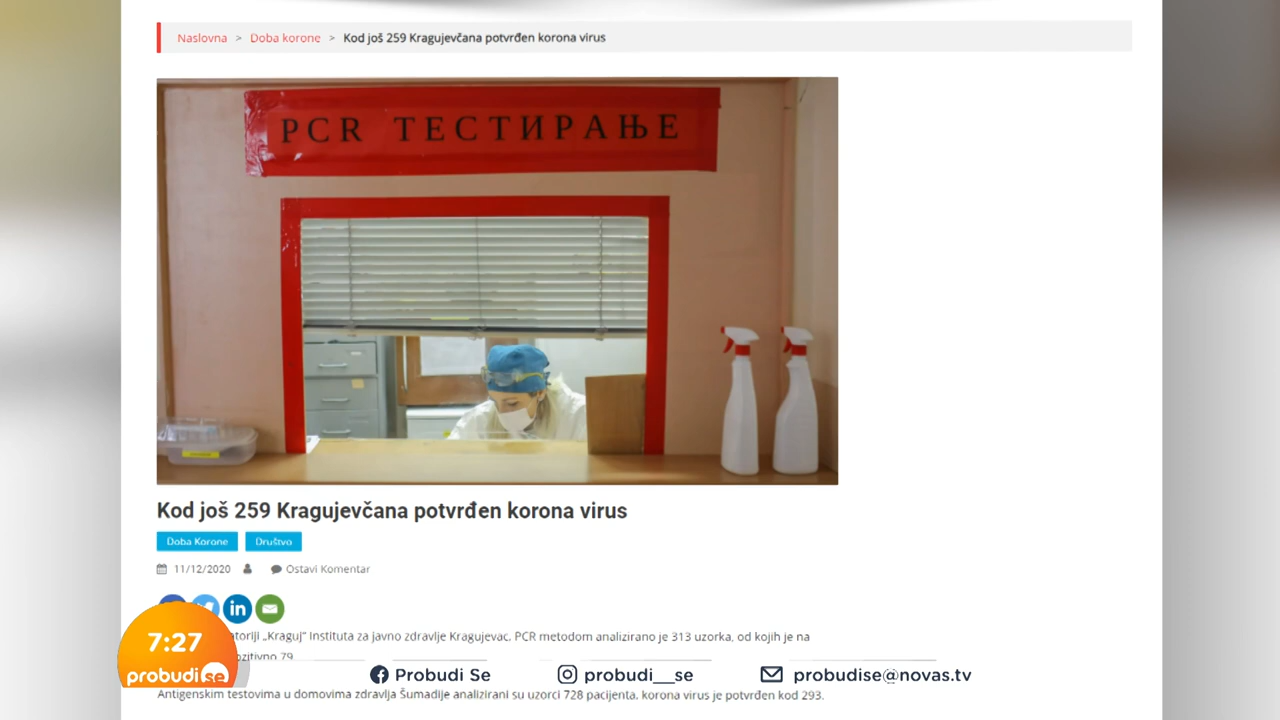 Naslovna > Doba korone > Kod još 259 Kragujevčana potvrđen korona virus
PCR ТЕСТИРАЊЕ
Kod još 259 Kragujevčana potvrđen korona virus
Doba Korone Društvo
11/12/2020 Ostavi Komentar
„Kraguj“ Instituta za javno zdravlje Kragujevac, PCR metodom analizirano je 313 uzorka, od kojih je na
79
Antigenskim testovima u domovima zdravlja Šumadije analizirani su uzorci 728 pacijenta, korona virus je potvrđen kod 293.
7:27
probudi se
Probudi Se probudi__se probudise@novas.tv